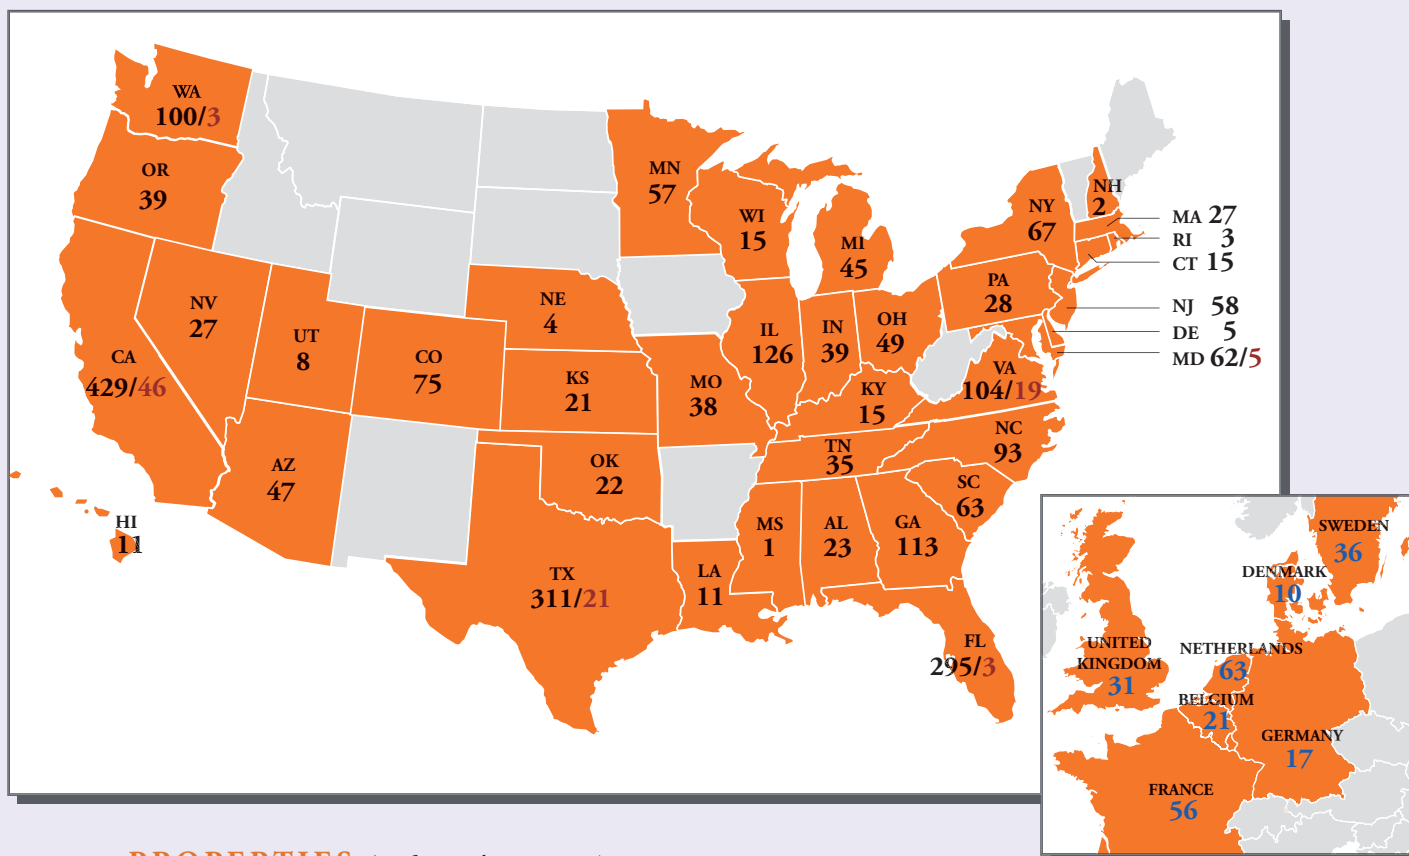 WA
100/3
OR
39
CA
429/46
NV
27
UT
8
AZ
47
CO
75
NE
4
KS
21
OK
22
TX
311/21
MN
57
WI
15
MI
45
IL
126
IN
39
OH
49
MO
38
KY
15
TN
35
MS
1
AL
23
GA
113
LA
11
FL
295/3
SC
63
NC
93
VA
104/19
PA
28
NY
67
NH
2
MA 27
RI 3
CT 15
NJ 58
DE 5
MD 62/5
HI
11
SWEDEN
36
DENMARK
10
UNITED
KINGDOM
31
NETHERLANDS
63
BELGIUM
21
GERMANY
17
FRANCE
56
PROPERTIES